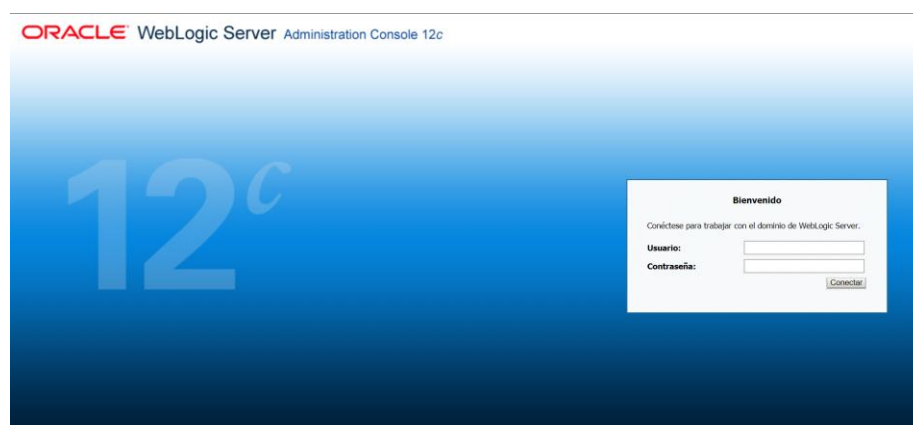 ORACLE WebLogic Server Administration Console 12c
12c
Bienvenido
Conéctese para trabajar con el dominio de WebLogic Server.
Usuario:
Contraseña:
Conectar